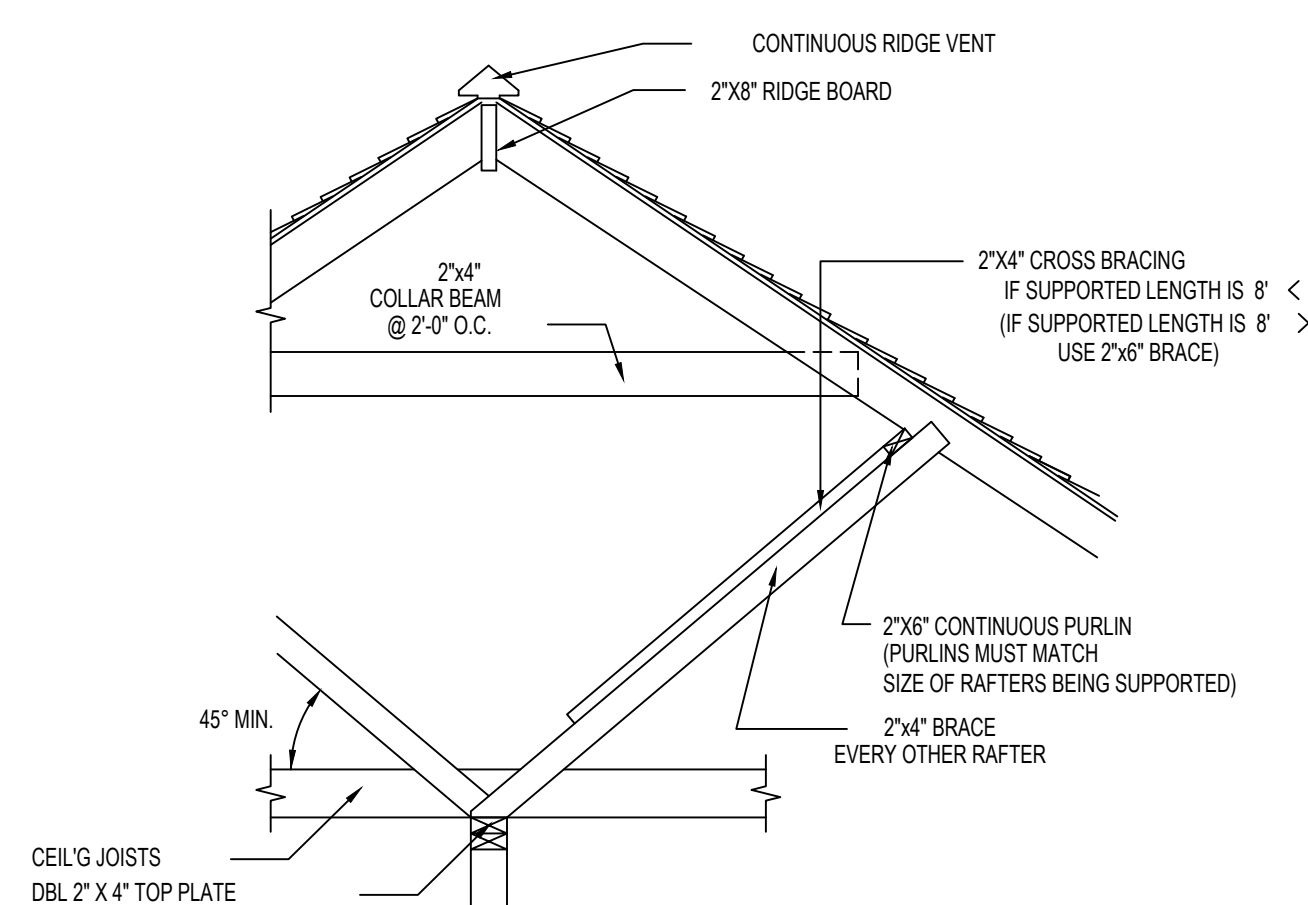 CONTINUOUS RIDGE VENT
2"X8" RIDGE BOARD
2"X4" CROSS BRACING
IF SUPPORTED LENGTH IS 8' <
(IF SUPPORTED LENGTH IS 8' >
USE 2"x6" BRACE)
2"x4"
COLLAR BEAM
@ 2'-0" O.C.
2"X6" CONTINUOUS PURLIN
(PURLINS MUST MATCH
SIZE OF RAFTERS BEING SUPPORTED)
2"x4" BRACE
EVERY OTHER RAFTER
45° MIN.
CEIL'G JOISTS
DBL 2" X 4" TOP PLATE